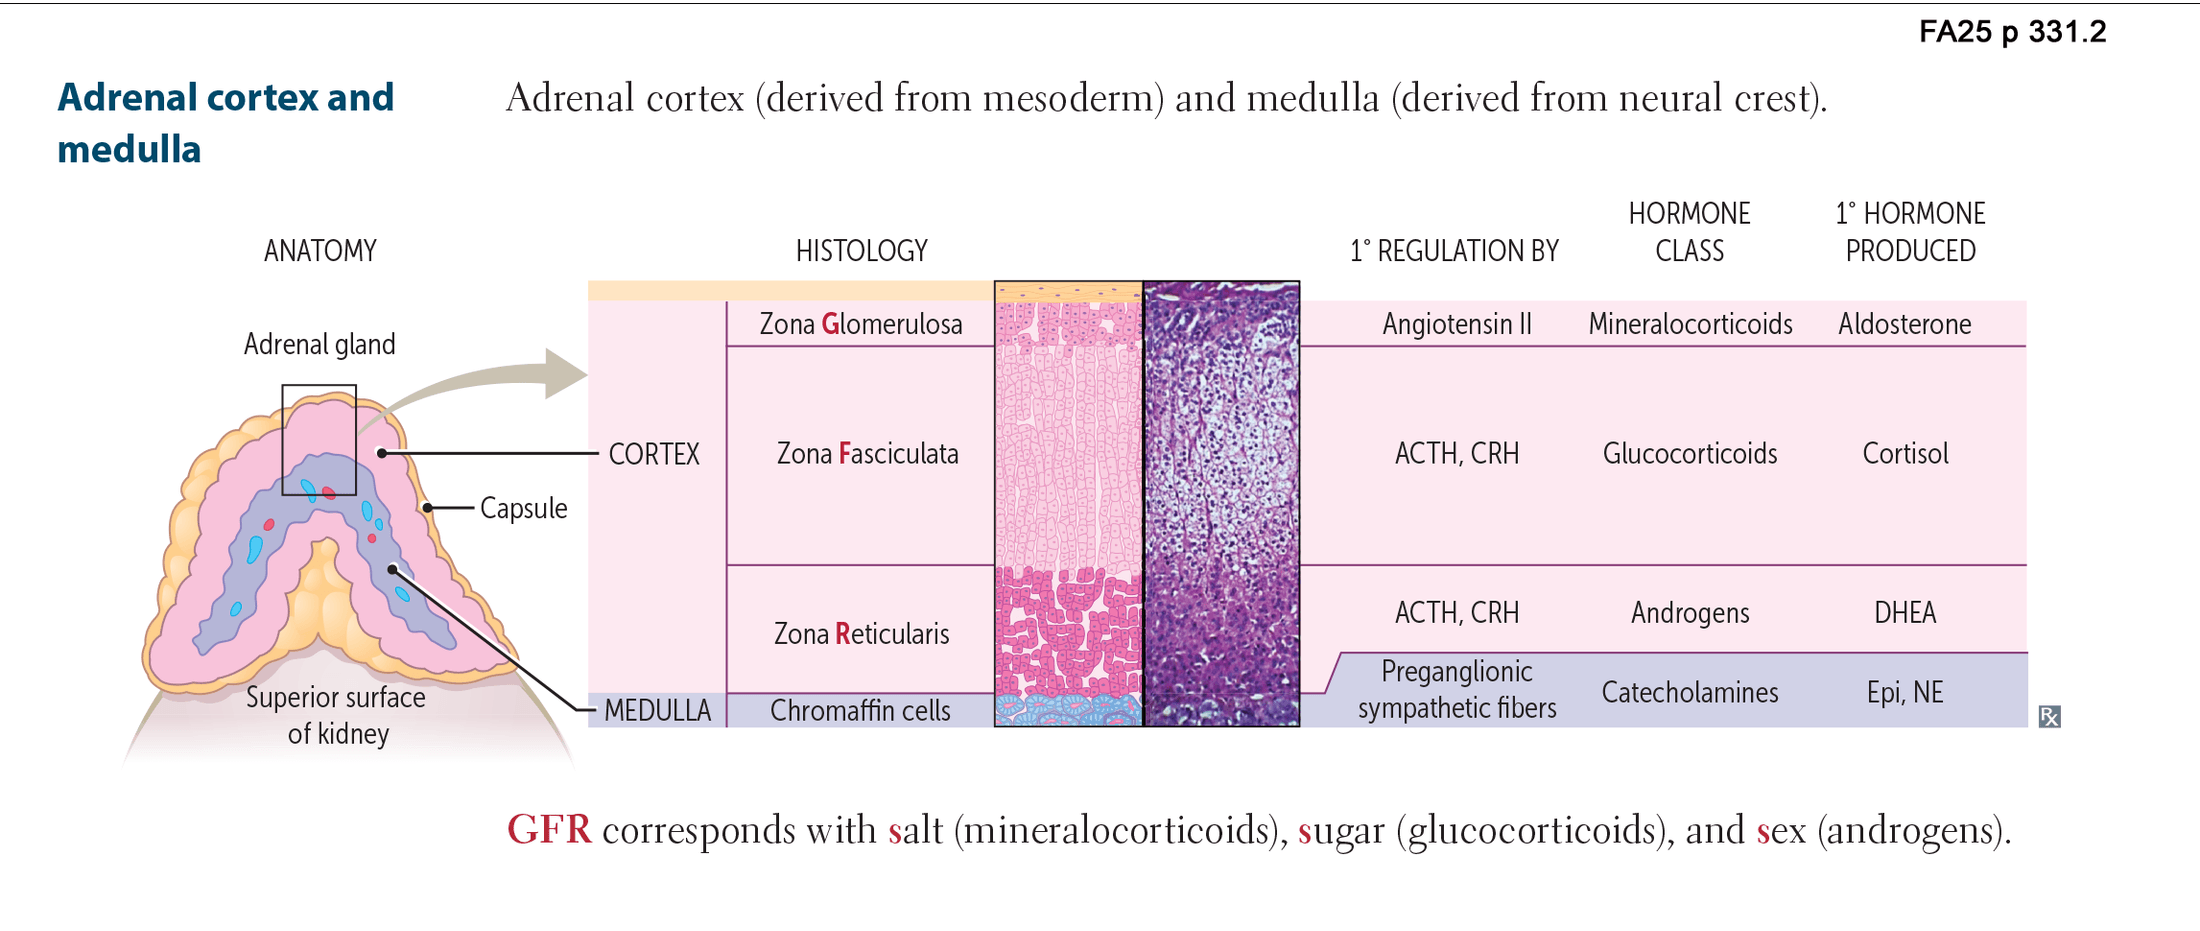 FA25 p 331.2
Adrenal cortex and
medulla
Adrenal cortex (derived from mesoderm) and medulla (derived from neural crest).
ANATOMY
HISTOLOGY
1° REGULATION BY
HORMONE
CLASS
1° HORMONE
PRODUCED
Adrenal gland
CORTEX
Capsule
MEDULLA
Superior surface
of kidney
Zona Glomerulosa
Angiotensin II
Mineralocorticoids
Aldosterone
Zona Fasciculata
ACTH, CRH
Glucocorticoids
Cortisol
Zona Reticularis
ACTH, CRH
Androgens
DHEA
Chromaffin cells
Preganglionic
sympathetic fibers
Catecholamines
Epi, NE
Rx
GFR corresponds with salt (mineralocorticoids), sugar (glucocorticoids), and sex (androgens).